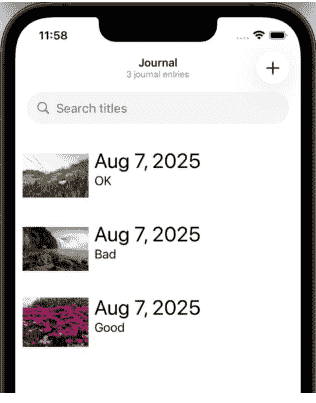 11:58
Journal
3 journal entries
Search titles
Aug 7, 2025
OK
Aug 7, 2025
Bad
Aug 7, 2025
Good